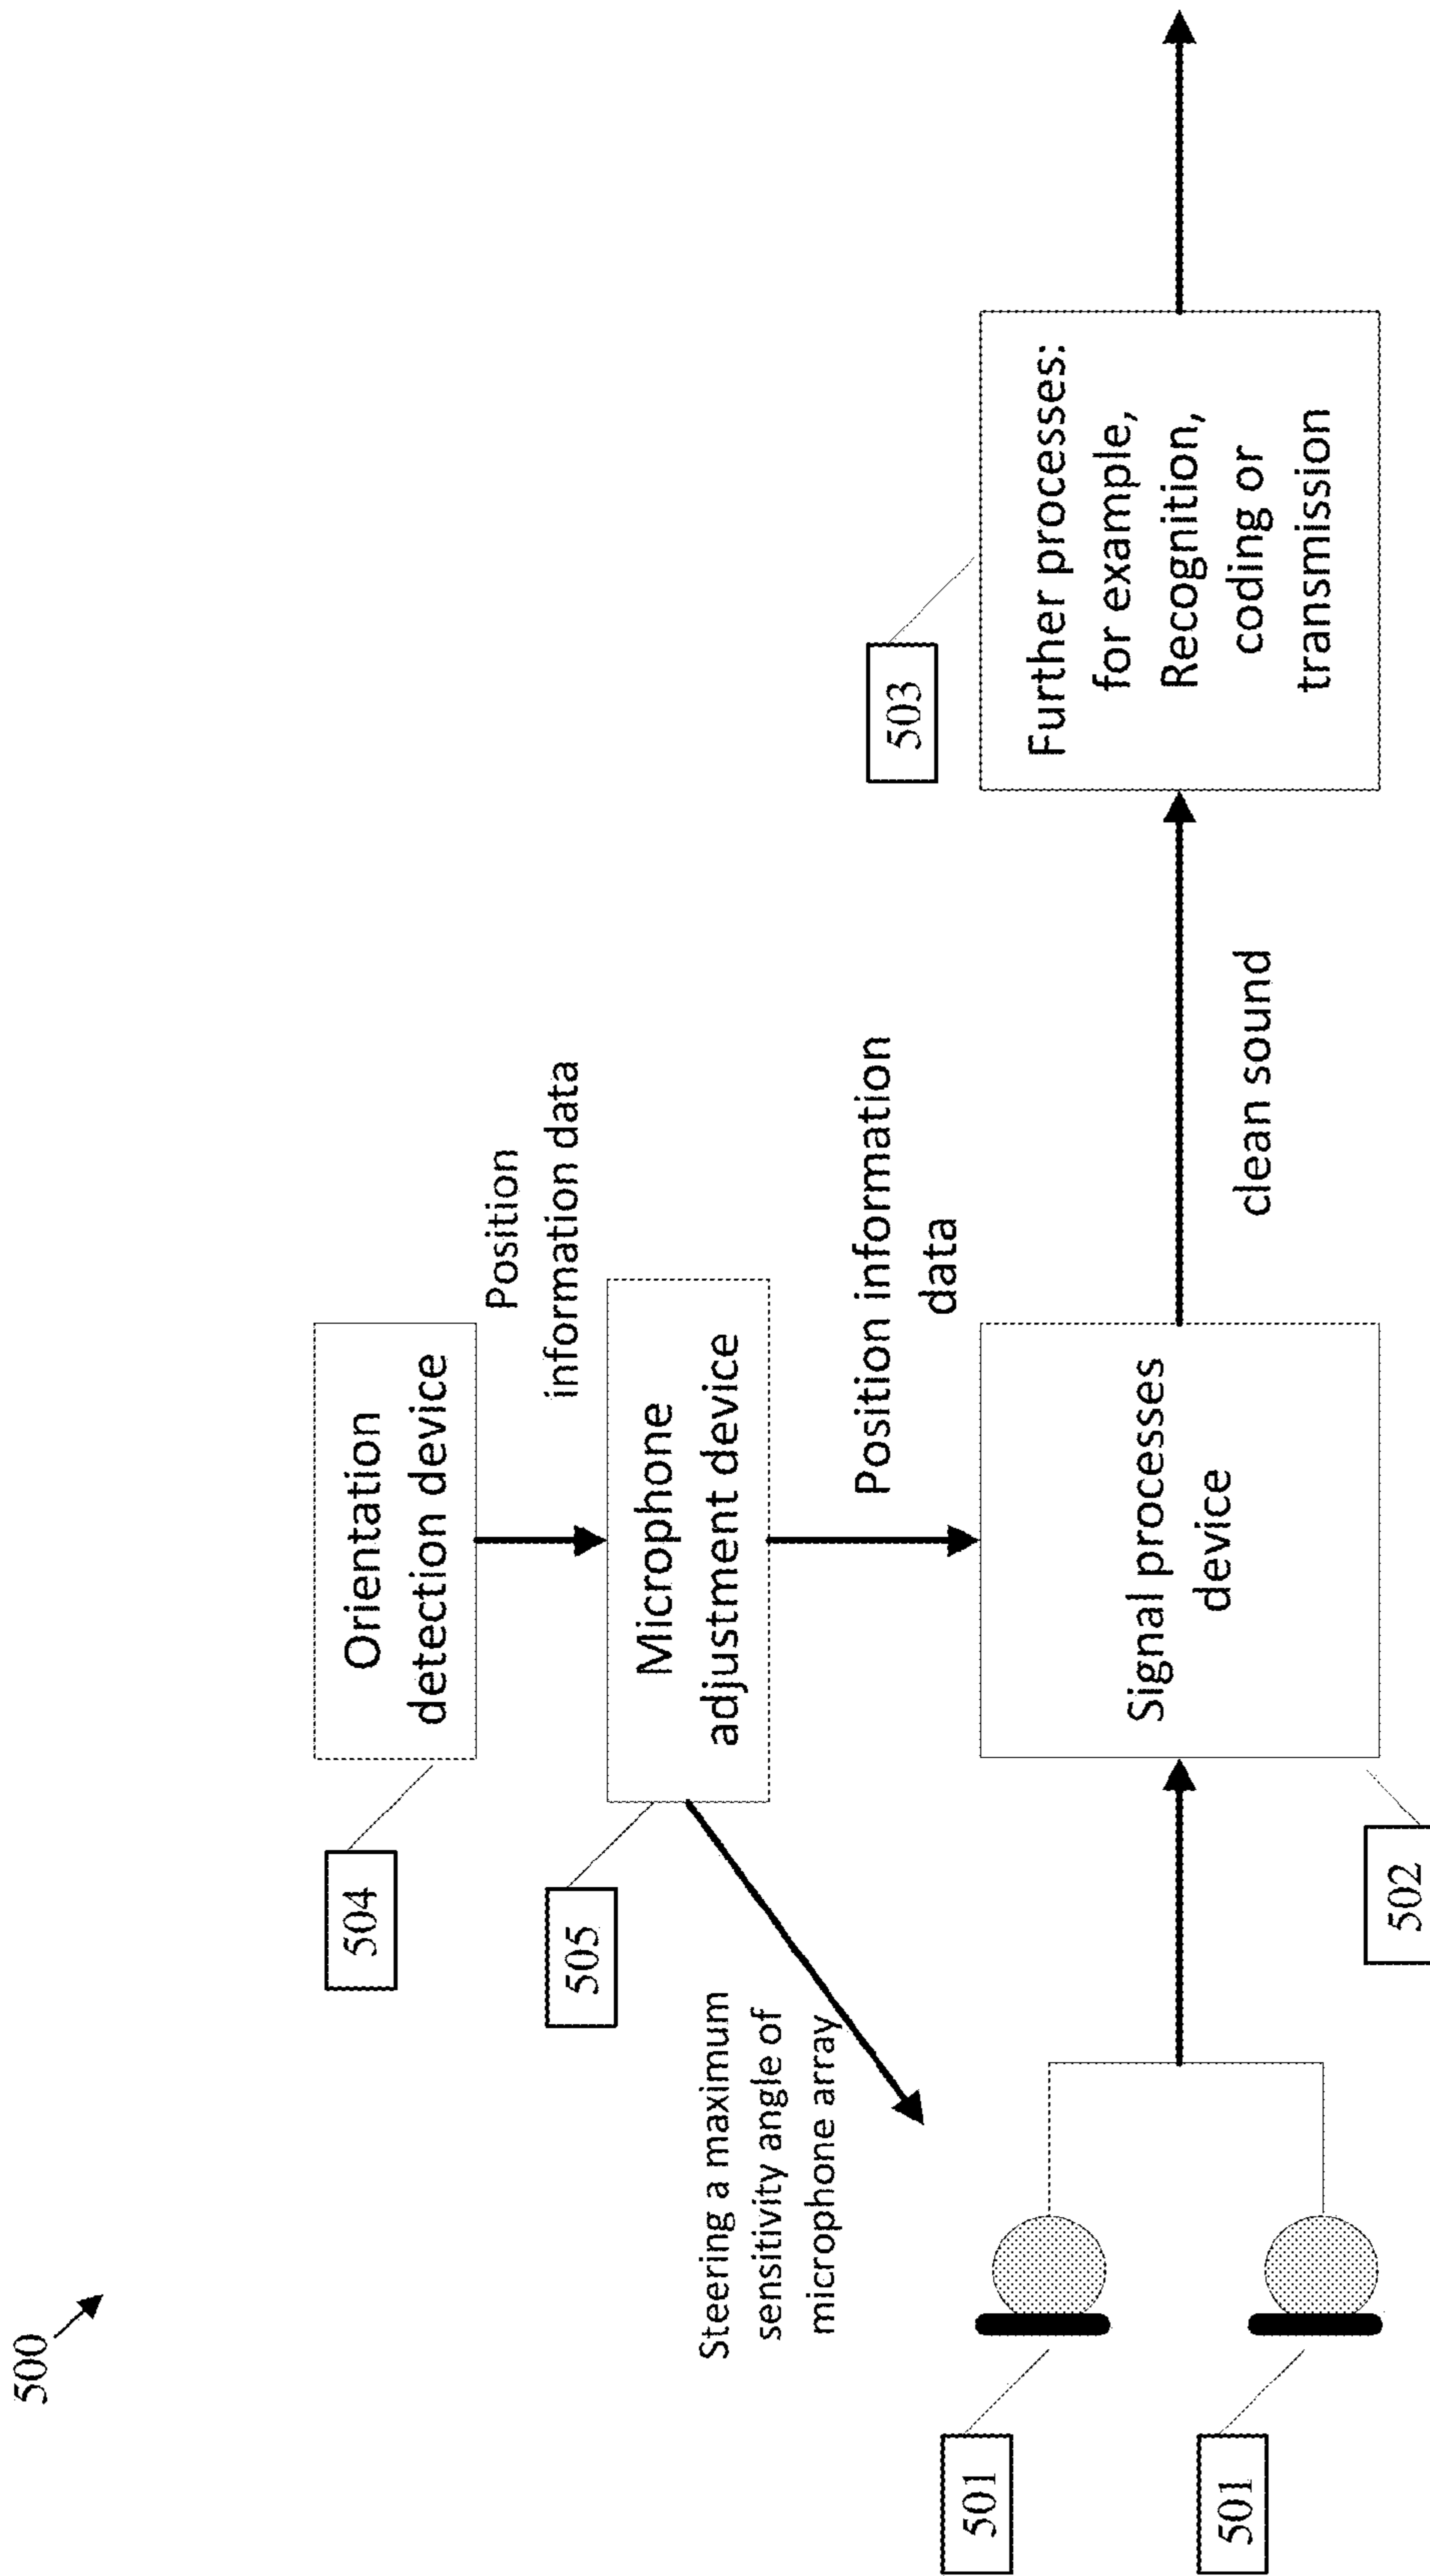 500
504
Orientation
detection device
Position
information data
505
Microphone
adjustment device
Steering a maximum
sensitivity angle of
microphone array
Position information
data
501
501
Signal processes
device
502
clean sound
503
Further processes:
for example,
Recognition,
coding or
transmission